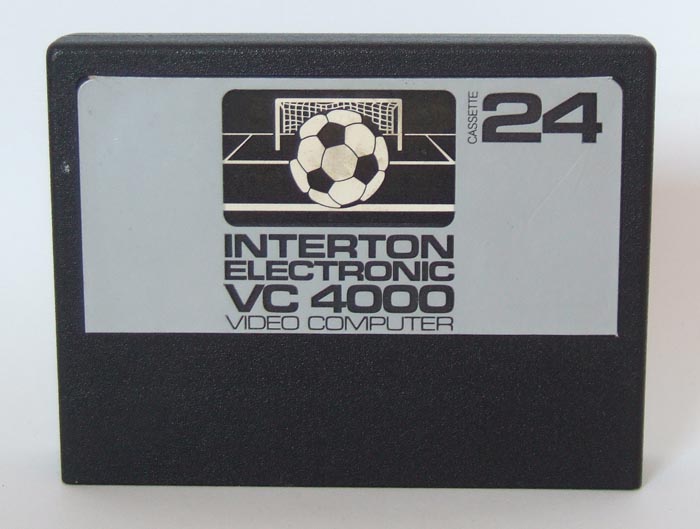 CASSETTE 24
INTERTON
ELECTRONIC
VC 4000
VIDEO COMPUTER